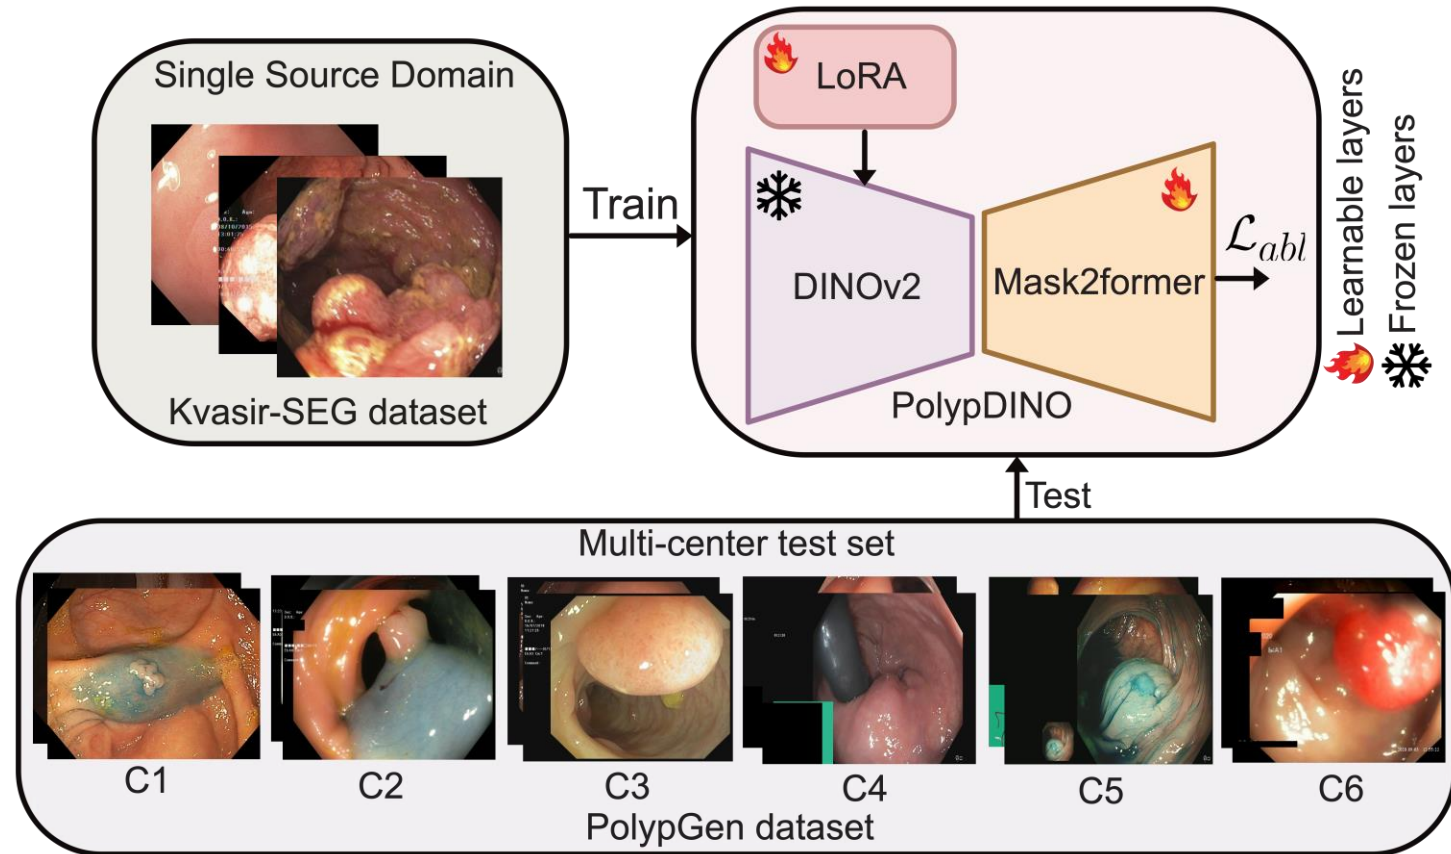 Single Source Domain
Kvasir-SEG dataset
Train
LoRA
DINOv2
Mask2former
PolypDINO
ℒ_abl
Learnable layers
Frozen layers
Test
Multi-center test set
C1
C2
C3
C4
C5
C6
PolypGen dataset